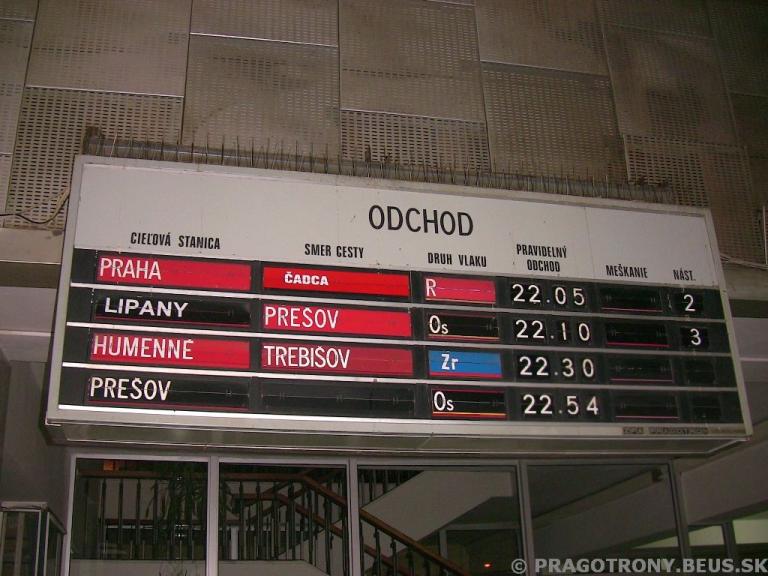 ODCHOD
CIEĽOVÁ STANICA SMER CESTY DRUH VLAKU PRAVIDELNÝ ODCHOD MEŠKANIE NÁST.
PRAHA ČADCA R 22.05 2
LIPANY PREŠOV Os 22.10 3
HUMENNÉ TREBIŠOV Zr 22.30
PREŠOV Os 22.54
© PRAGOTRONY.BEUS.SK